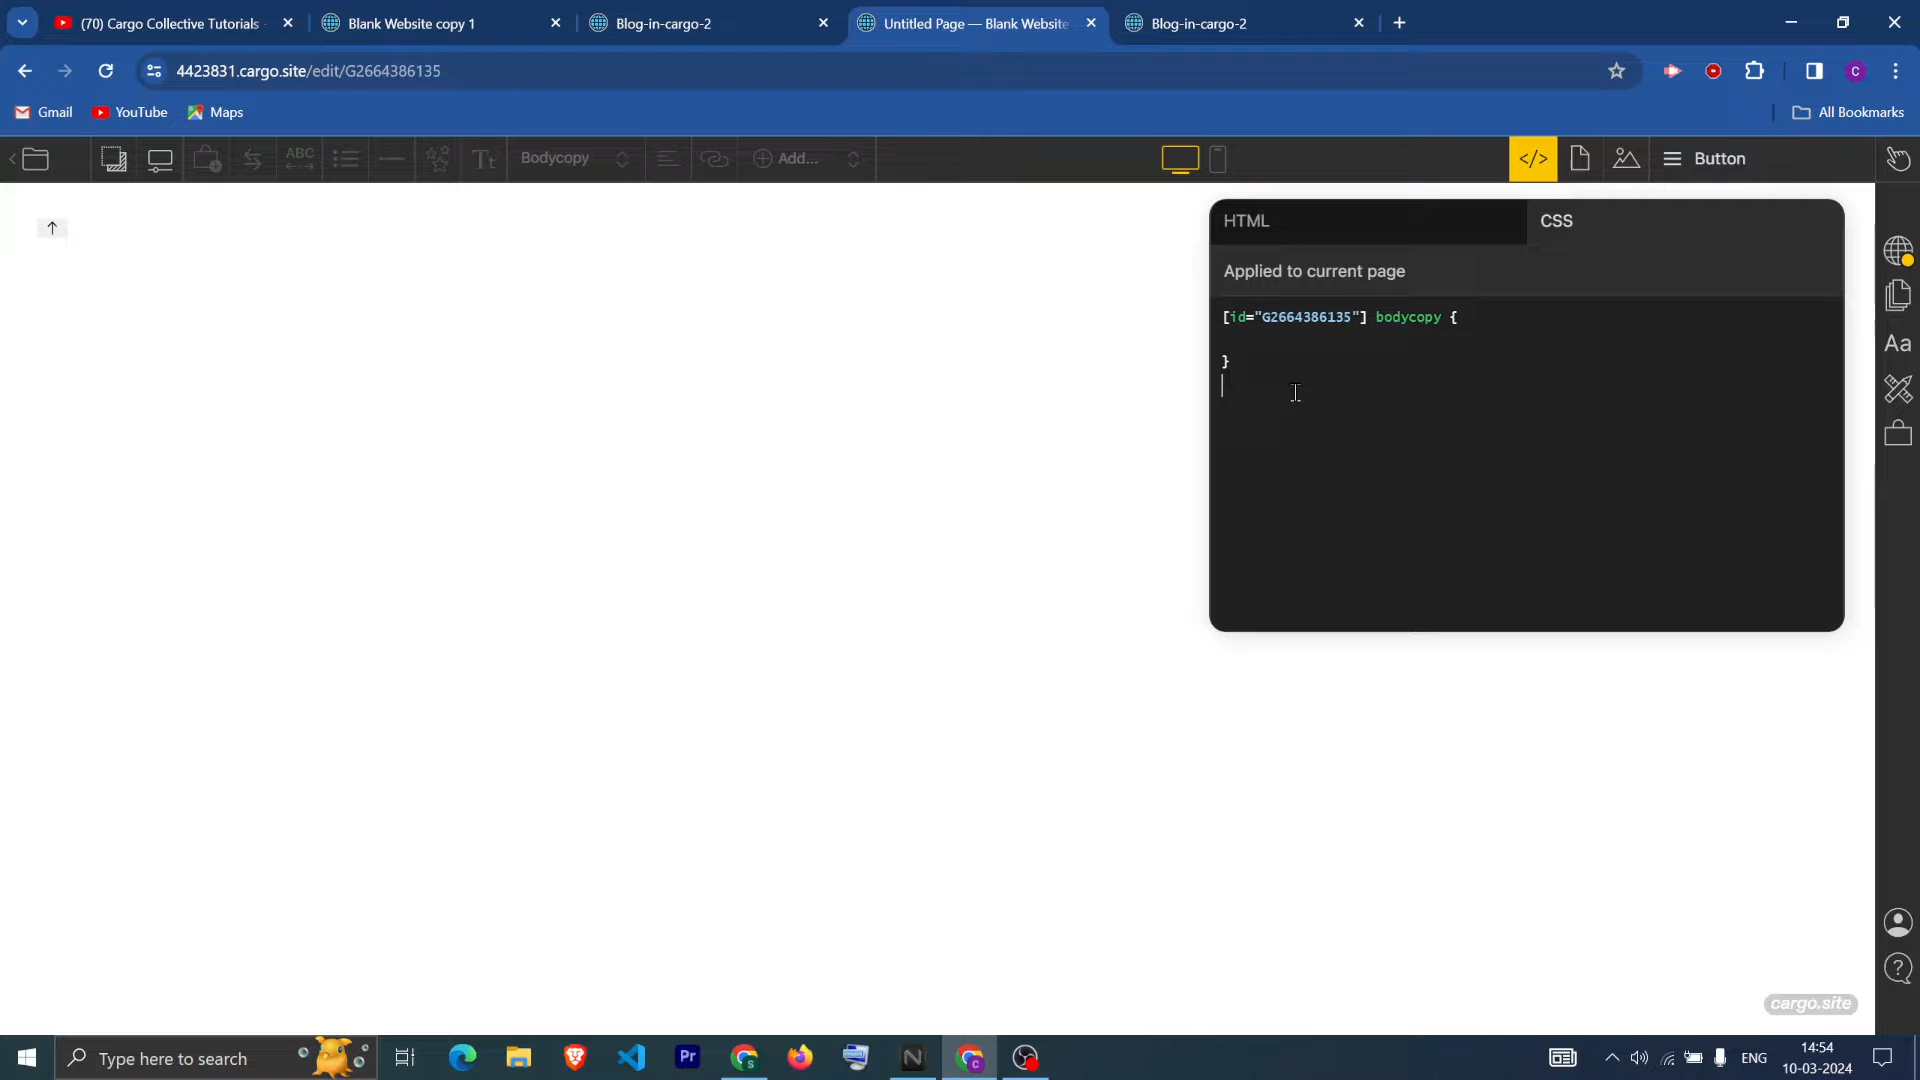 (70) Cargo Collective Tutorials
Blank Website copy 1
Blog-in-cargo-2
Untitled Page — Blank Website
Blog-in-cargo-2
4423831.cargo.site/edit/G2664386135
C
Gmail
YouTube
Maps
All Bookmarks
ABC
Tt
Bodycopy
Add...
</>
Button
HTML
CSS
Applied to current page
[id="G2664386135"] bodycopy {
}
Aa
cargo.site
Type here to search
Pr
ENG
14:54
10-03-2024